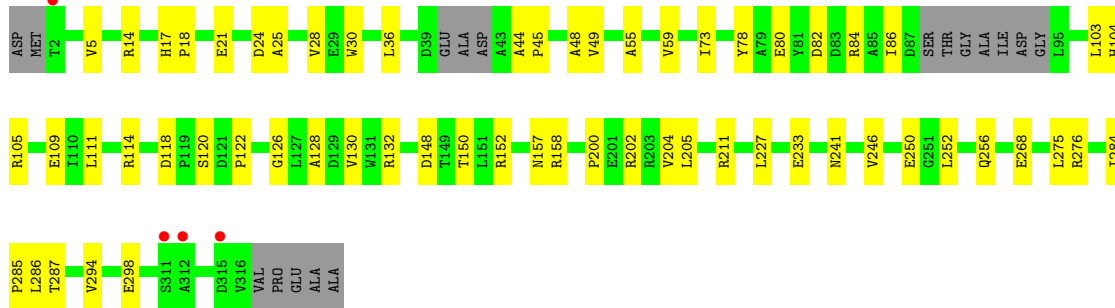 ASP MET T2 V5 R14 H17 P18 E21 D24 A25 V28 E29 W30 L36 D39 GLU ALA ASP A43 A44 P45 A48 V49 A55 V59 I73 Y78 A79 E80 Y81 D82 D83 R84 A85 I86 D87 SER THR GLY ALA ILE ASP GLY L95 L103
R105 E109 I110 L111 R114 D118 P119 S120 D121 P122 G126 L127 A128 D129 V130 W131 R132 D148 T149 T150 L151 R152 N157 R158 P200 E201 R202 R203 V204 L205 R211 L227 E233 N241 V246 E250 G251 L252 Q256 E268 L275 R276
P285 L286 T287 V294 E298 S311 A312 D315 V316 VAL PRO GLU ALA ALA